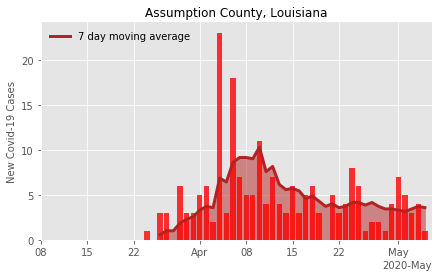 Assumption County, Louisiana
7 day moving average
New Covid-19 Cases
20
15
10
5
0
08
15
22
Apr
08
15
22
May
08
2020-May